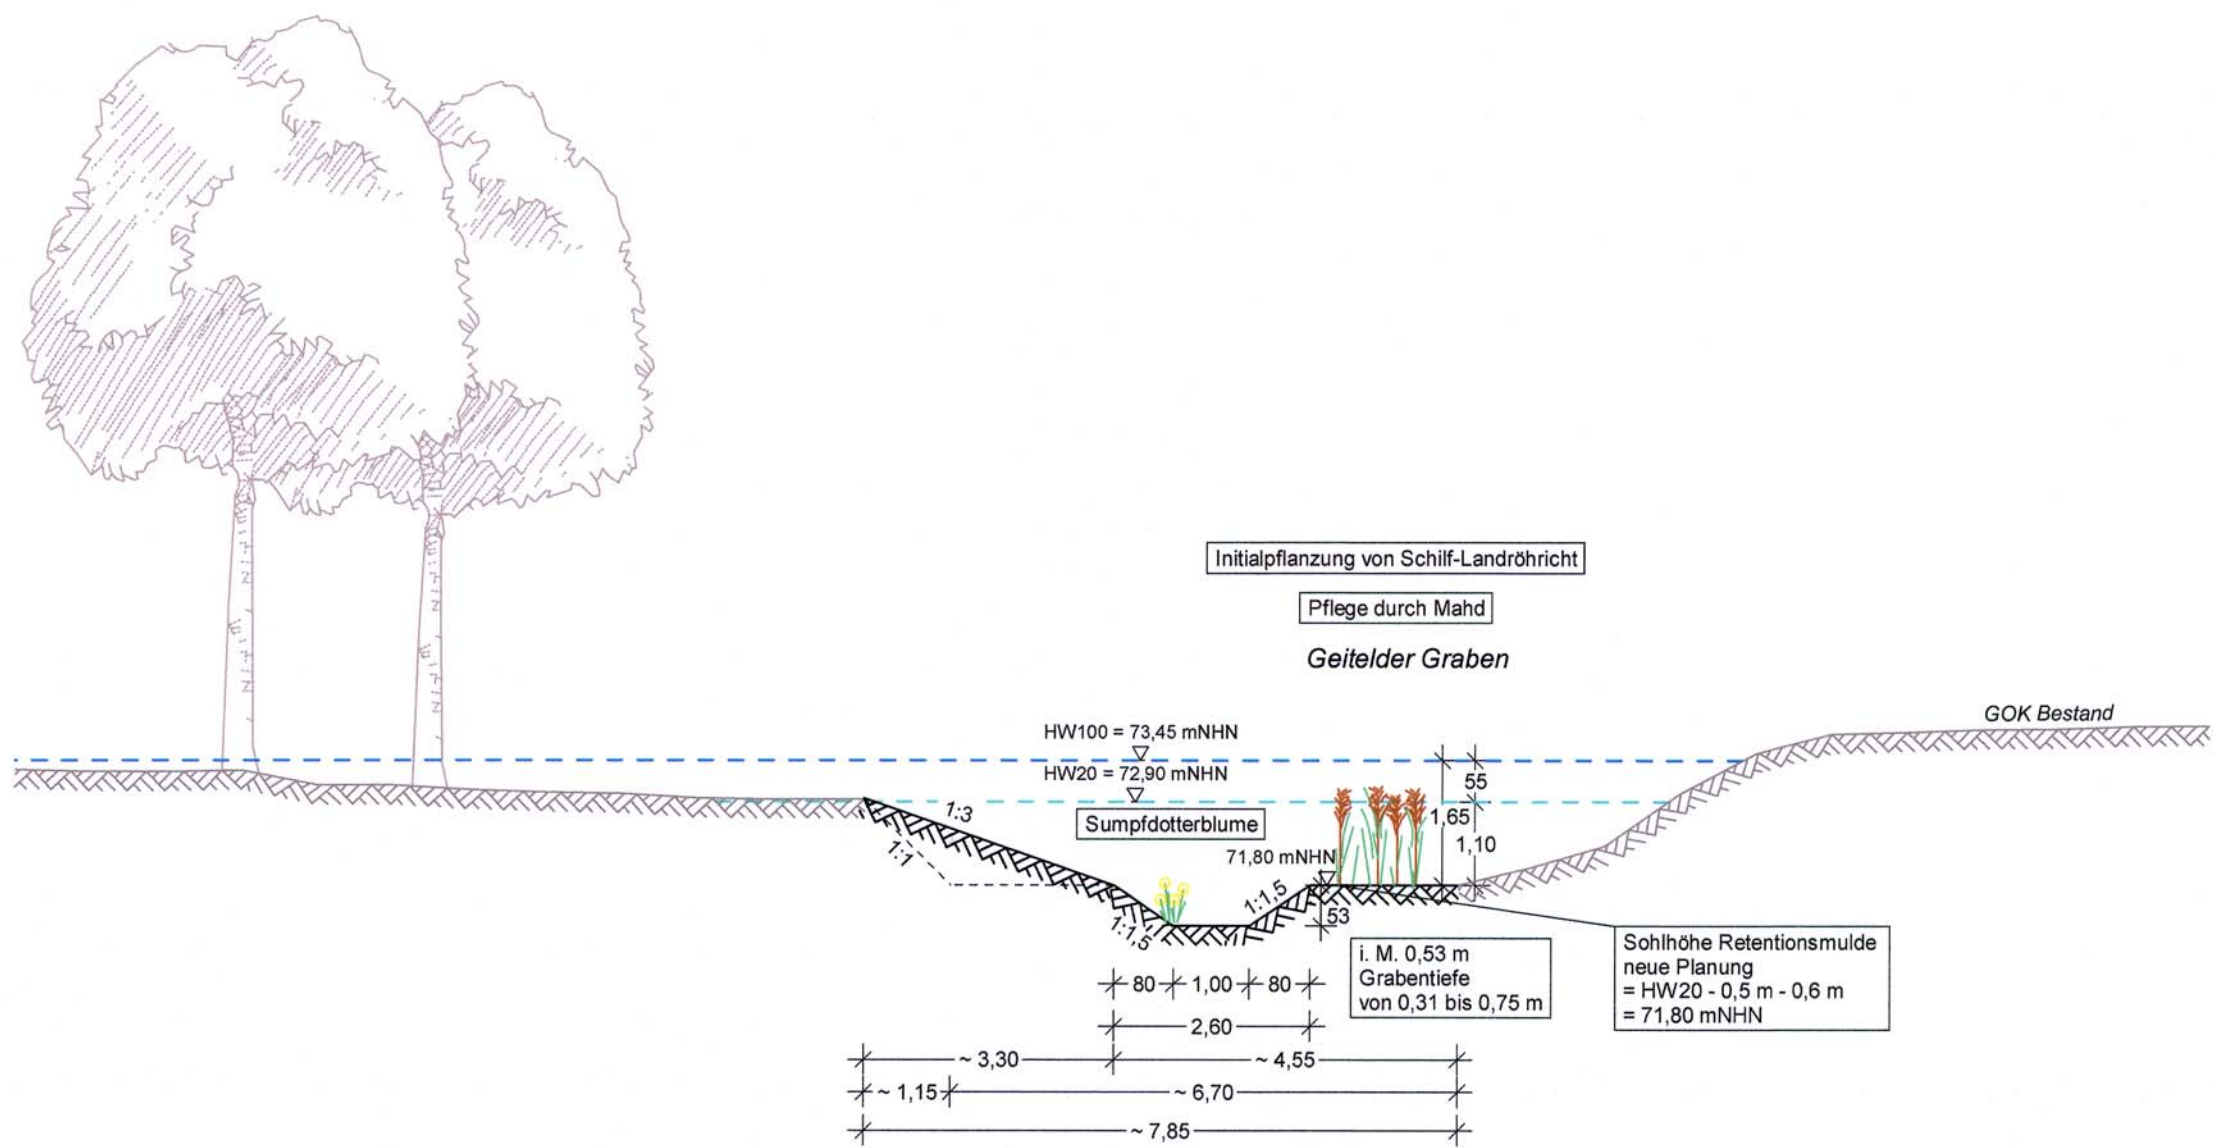 Initialpflanzung von Schilf-Landröhricht
Pflege durch Mahd
Geitelder Graben
GOK Bestand
HW100 = 73,45 mNHN
HW20 = 72,90 mNHN
55
1:3
Sumpfdotterblume
1,65
1:1
71,80 mNHN
1,10
1:1,5
1:1,5
53
i. M. 0,53 m
Grabentiefe
von 0,31 bis 0,75 m
Sohlhöhe Retentionsmulde
neue Planung
= HW20 - 0,5 m - 0,6 m
= 71,80 mNHN
80 1,00 80
2,60
~ 3,30 ~ 4,55
~ 1,15 ~ 6,70
~ 7,85